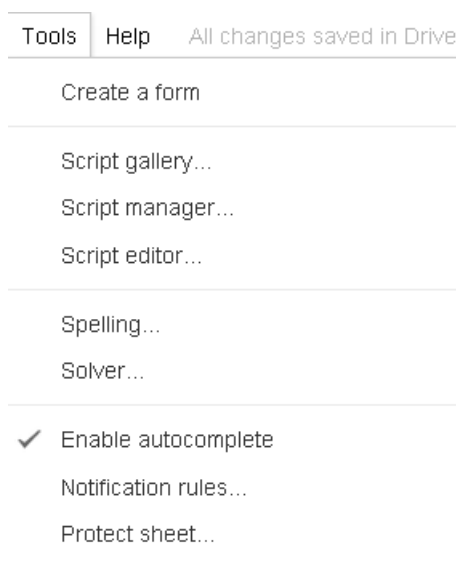 Tools Help All changes saved in Drive
Create a form
Script gallery...
Script manager...
Script editor...
Spelling...
Solver...
Enable autocomplete
Notification rules...
Protect sheet...